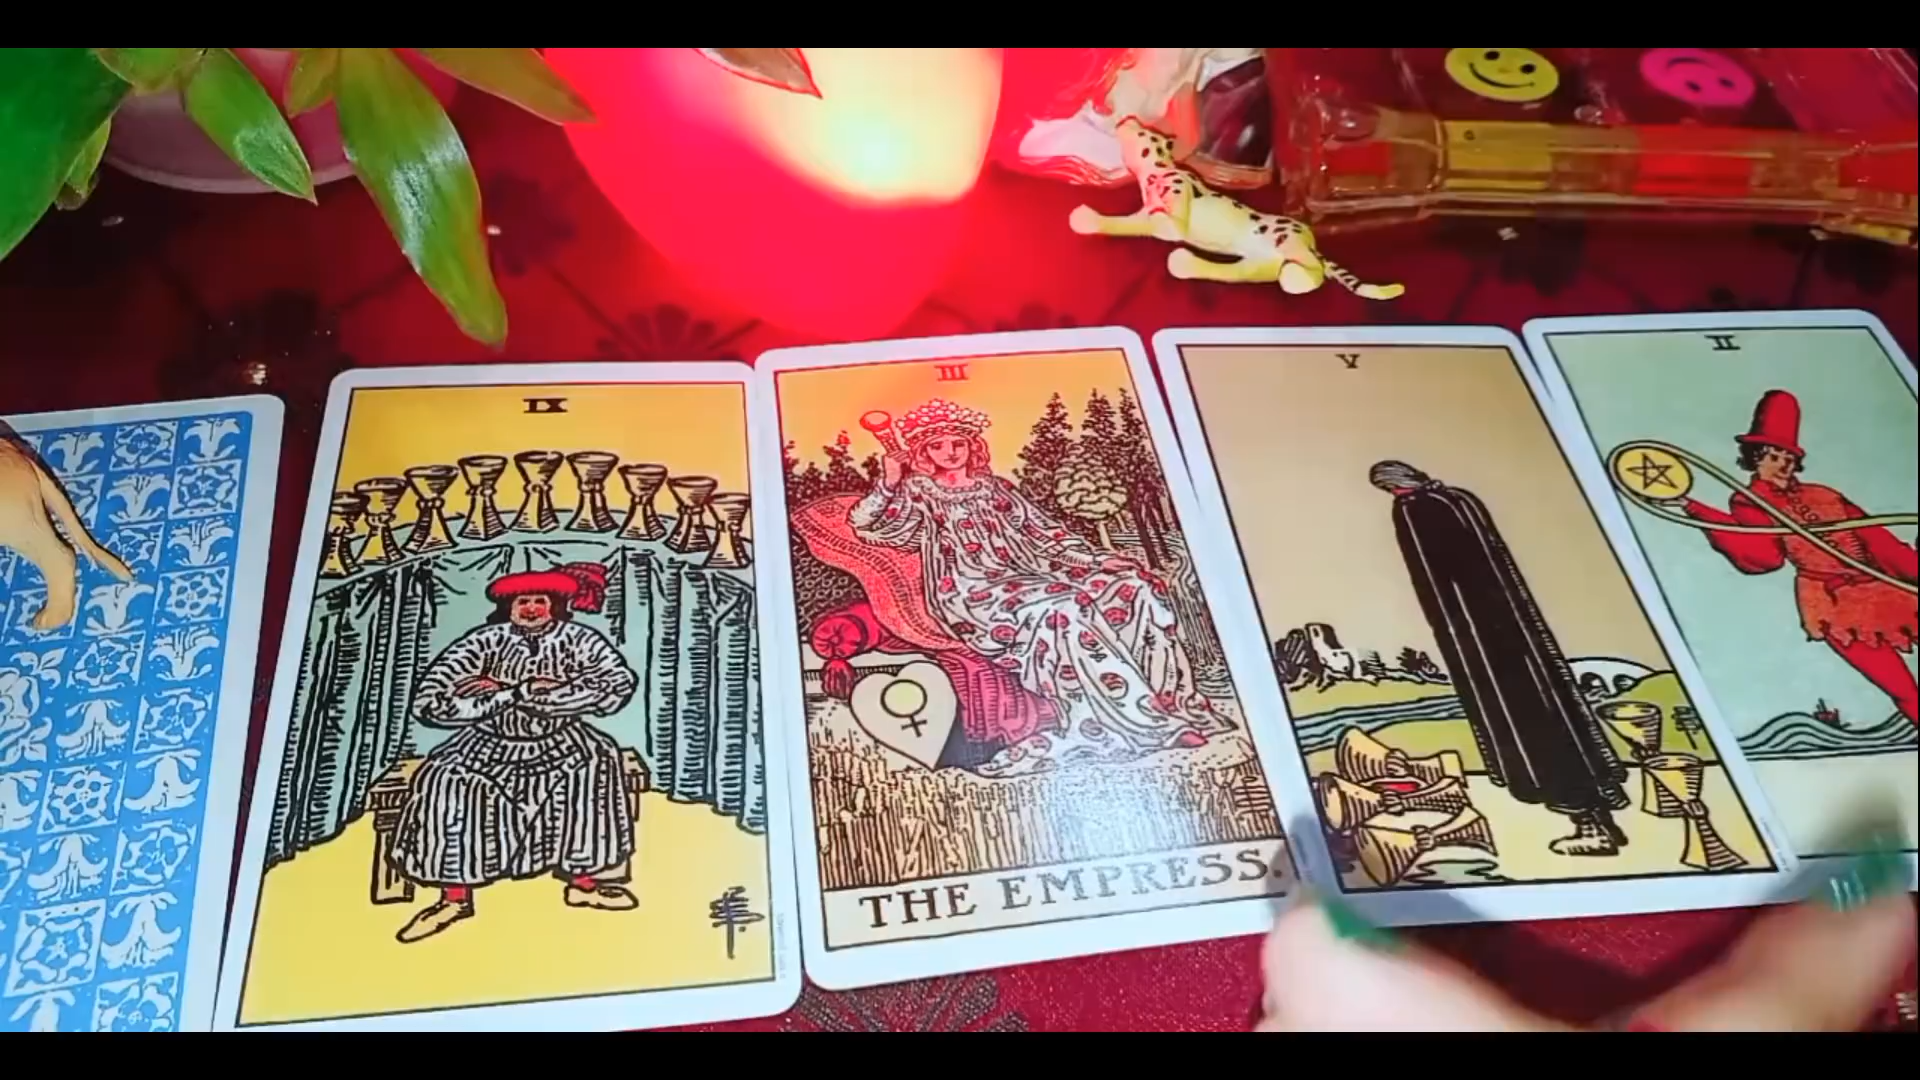 IX
III
V
II
THE EMPRESS.